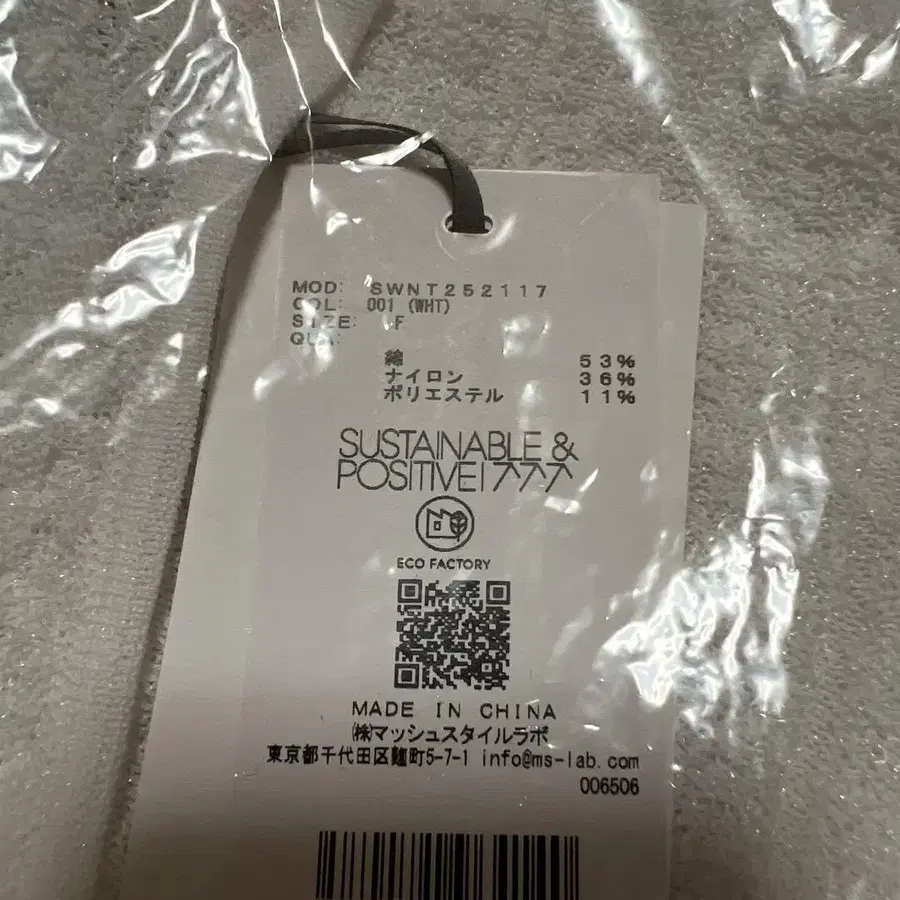 MOD: SWNT252117
COL: 001 (WHT)
SIZE: F
QUA:
綿 53%
ナイロン 36%
ポリエステル 11%
SUSTAINABLE &
POSITIVE!
ECO FACTORY
MADE IN CHINA
㈱マッシュスタイルラボ
東京都千代田区麹町5-7-1 info@ms-lab.com
006506